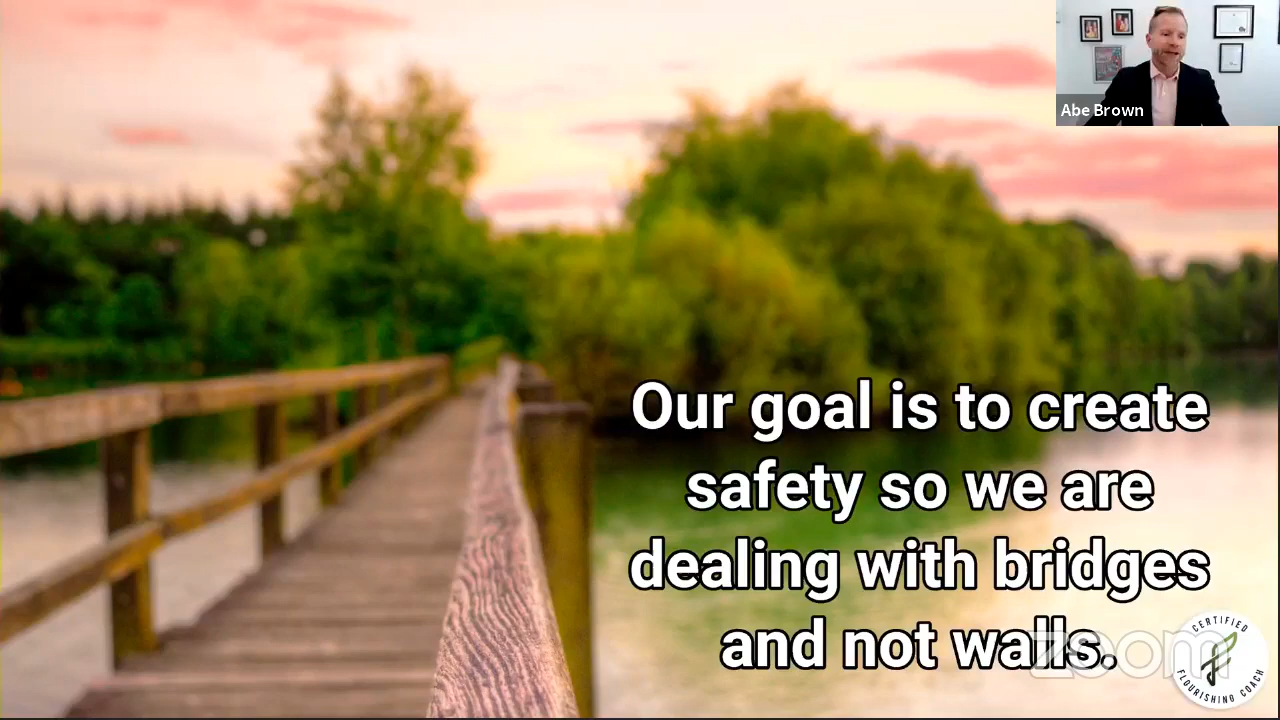 Abe Brown
Our goal is to create
safety so we are
dealing with bridges
and not walls.
zoom
CERTIFIED
FLOURISHING COACH